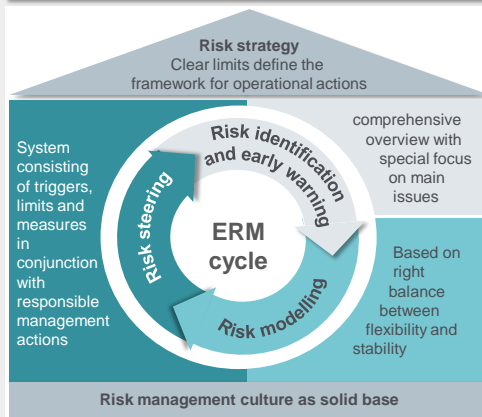 Risk strategy
Clear limits define the
framework for operational actions
System
consisting
of triggers,
limits and
measures
in
conjunction
with
responsible
management
actions
Risk steering
Risk identification
and early warning
ERM
cycle
Risk modelling
comprehensive
overview with
special focus
on main
issues
Based on
right
balance
between
flexibility and
stability
Risk management culture as solid base